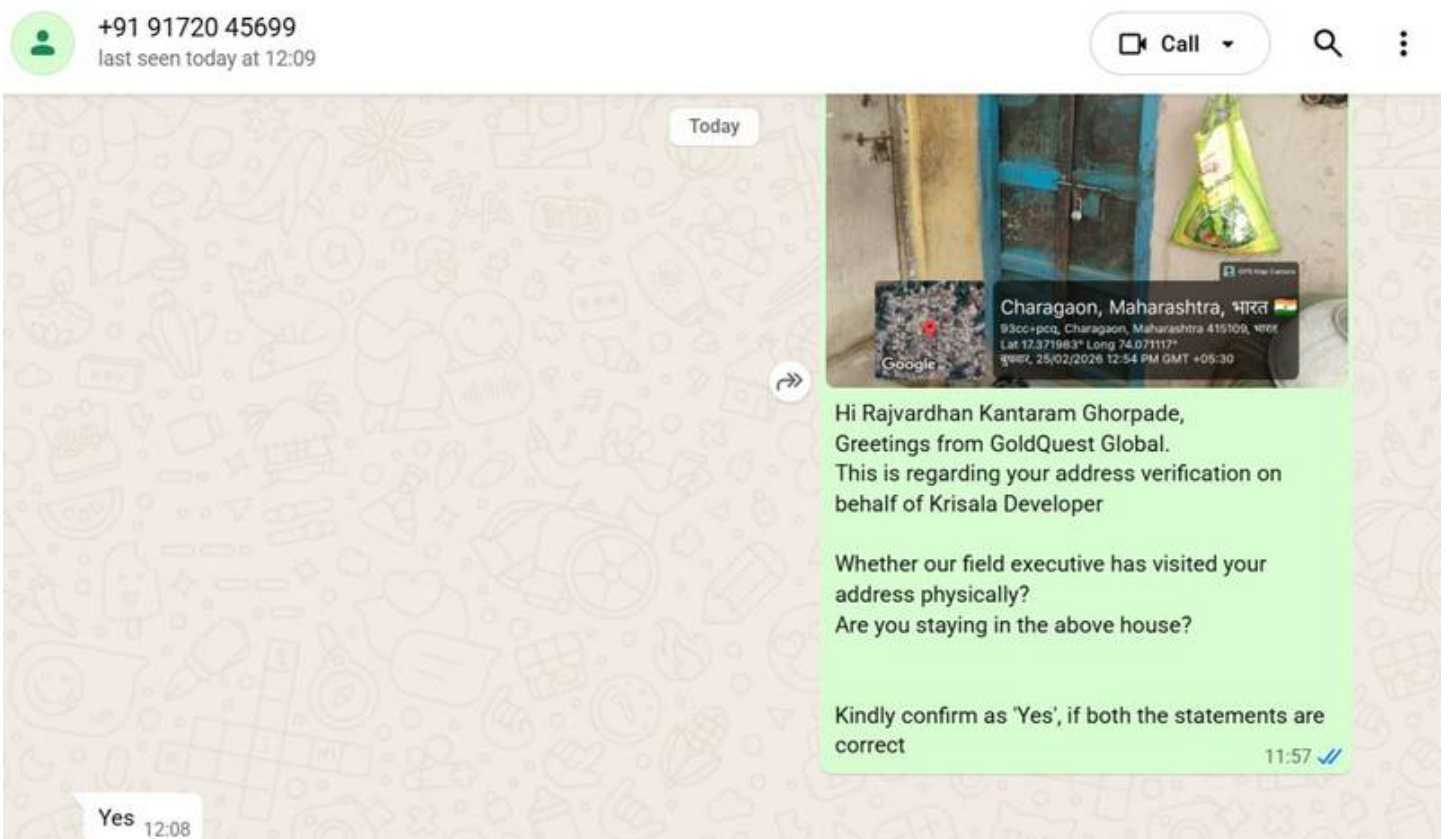 +91 91720 45699
last seen today at 12:09
Call
Today
GPS Map Camera
Charagaon, Maharashtra, भारत
93cc+pcq, Charagaon, Maharashtra 415109, भारत
Lat 17.371983° Long 74.071117°
बुधवार, 25/02/2026 12:54 PM GMT +05:30
Google
Hi Rajvardhan Kantaram Ghorpade,
Greetings from GoldQuest Global.
This is regarding your address verification on
behalf of Krisala Developer
Whether our field executive has visited your
address physically?
Are you staying in the above house?
Kindly confirm as 'Yes', if both the statements are
correct
11:57
Yes
12:08